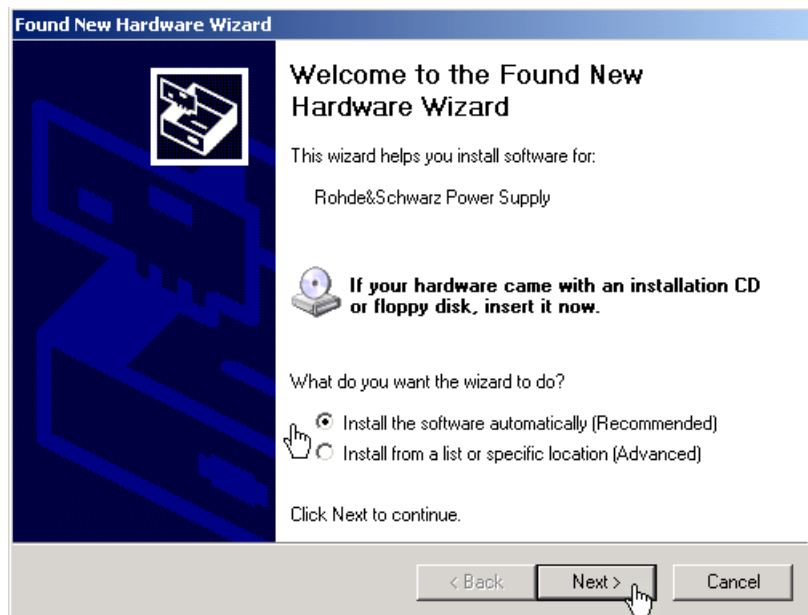 Found New Hardware Wizard
Welcome to the Found New
Hardware Wizard
This wizard helps you install software for:
Rohde&Schwarz Power Supply
If your hardware came with an installation CD
or floppy disk, insert it now.
What do you want the wizard to do?
Install the software automatically (Recommended)
Install from a list or specific location (Advanced)
Click Next to continue.
< Back Next > Cancel